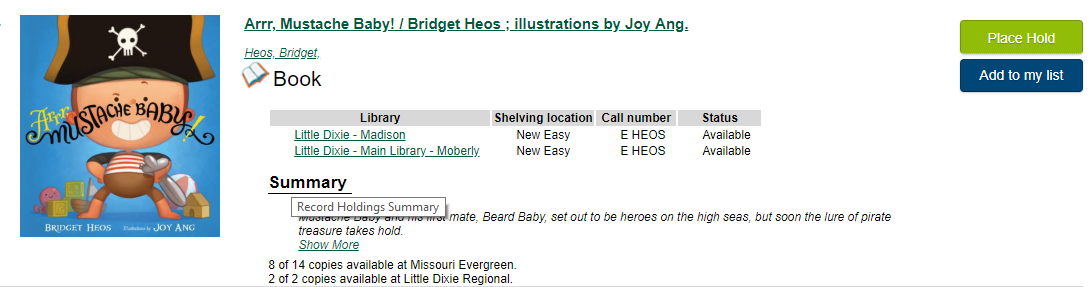 Arrr, Mustache Baby! / Bridget Heos ; illustrations by Joy Ang.
Heos, Bridget,
Book
Place Hold
Add to my list
Arrr,
MUSTACHE BABY!
BRIDGET HEOS Illustrations by JOY ANG
Library Shelving location Call number Status
Little Dixie - Madison New Easy E HEOS Available
Little Dixie - Main Library - Moberly New Easy E HEOS Available
Summary
Record Holdings Summary
Mustache Baby and his first mate, Beard Baby, set out to be heroes on the high seas, but soon the lure of pirate
treasure takes hold.
Show More
8 of 14 copies available at Missouri Evergreen.
2 of 2 copies available at Little Dixie Regional.